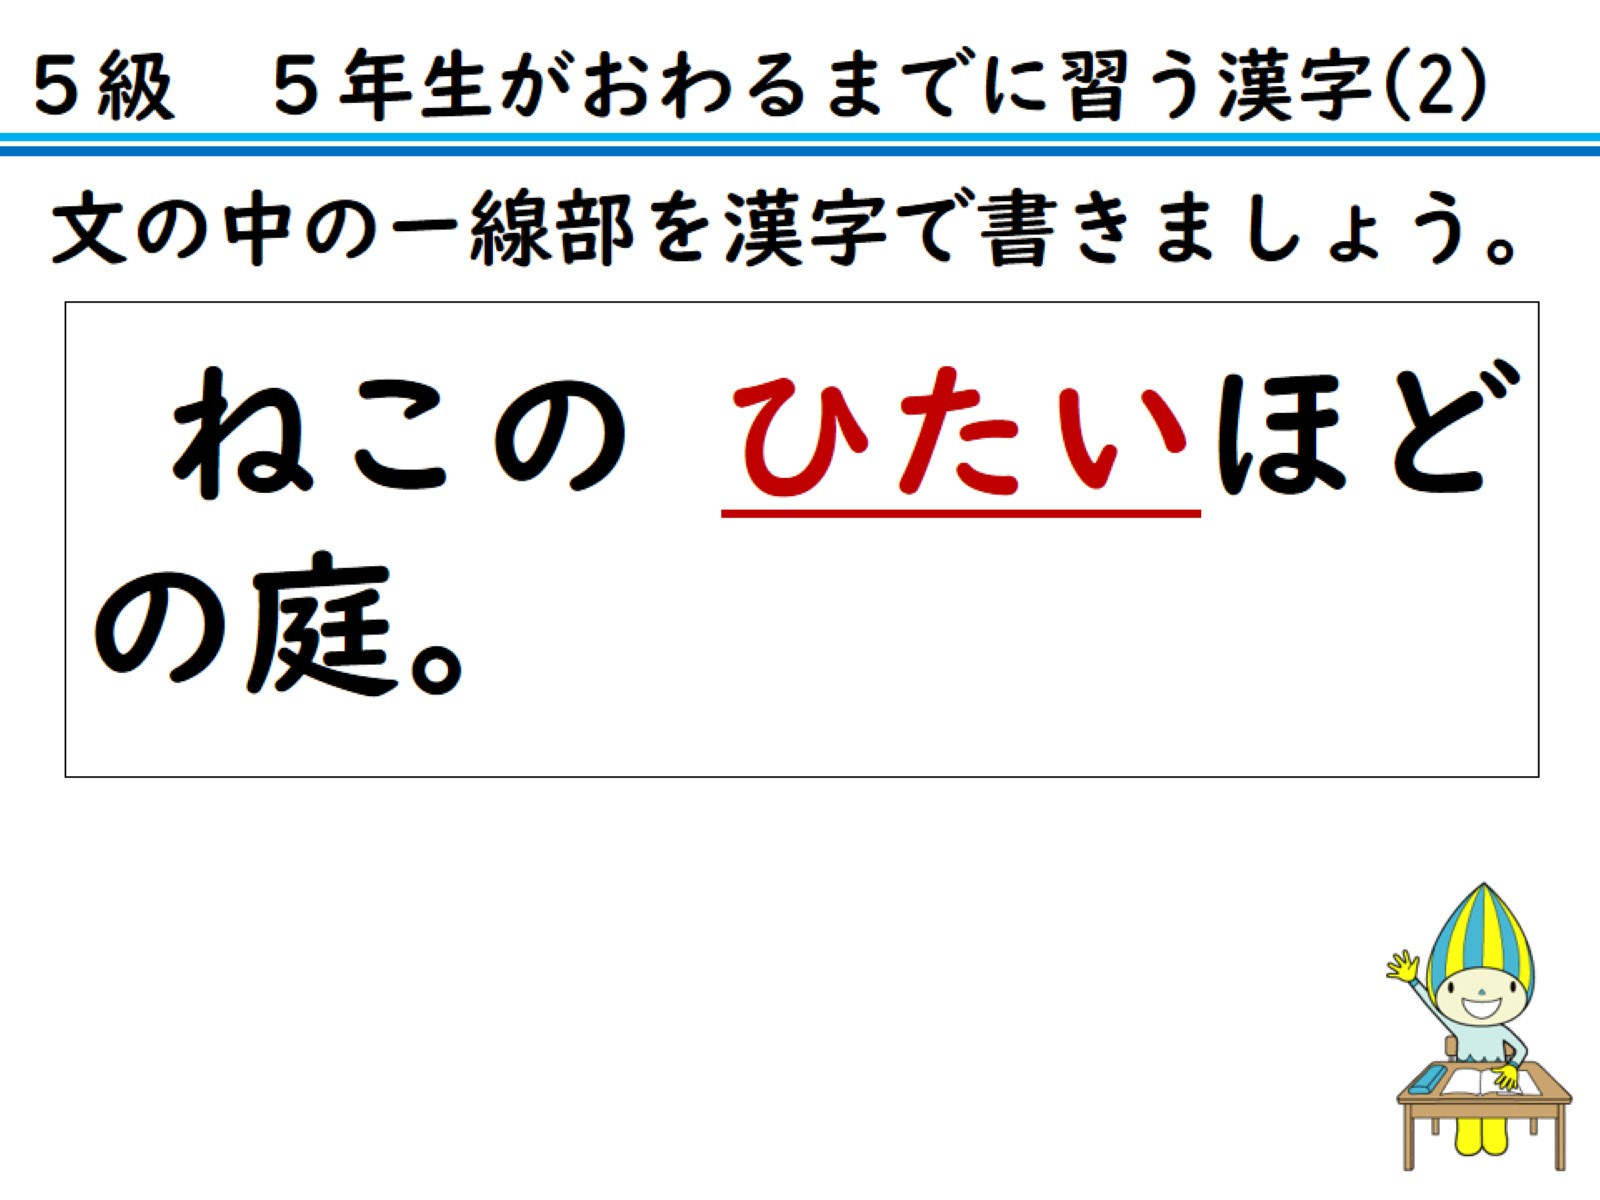 ５級　５年生がおわるまでに習う漢字(2)
文の中の―線部を漢字で書きましょう。
ねこの ひたいほど
の庭。